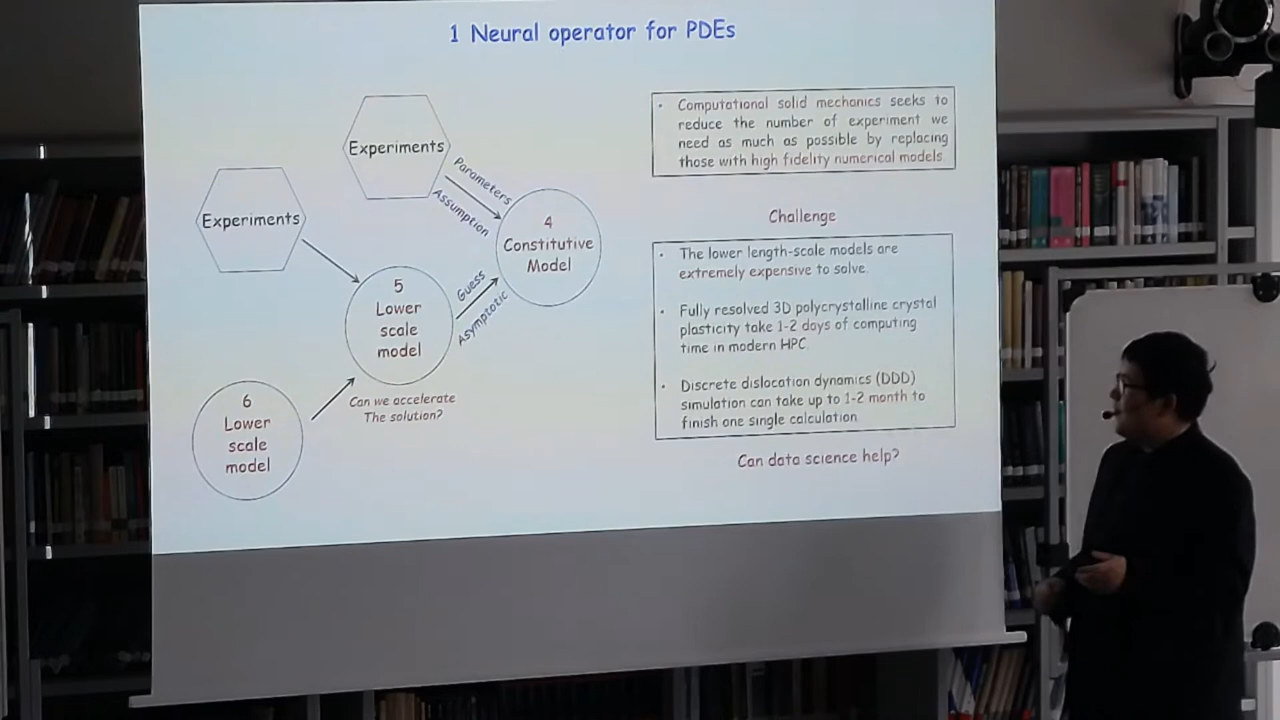 1 Neural operator for PDEs
Experiments
Parameters
Assumption
Experiments
4
Constitutive
Model
5
Lower
scale
model
Guess
Asymptotic
6
Lower
scale
model
Can we accelerate
The solution?
• Computational solid mechanics seeks to
reduce the number of experiment we
need as much as possible by replacing
those with high fidelity numerical models
Challenge
• The lower length-scale models are
extremely expensive to solve.
• Fully resolved 3D polycrystalline crystal
plasticity take 1-2 days of computing
time in modern HPC.
• Discrete dislocation dynamics (DDD)
simulation can take up to 1-2 month to
finish one single calculation
Can data science help?